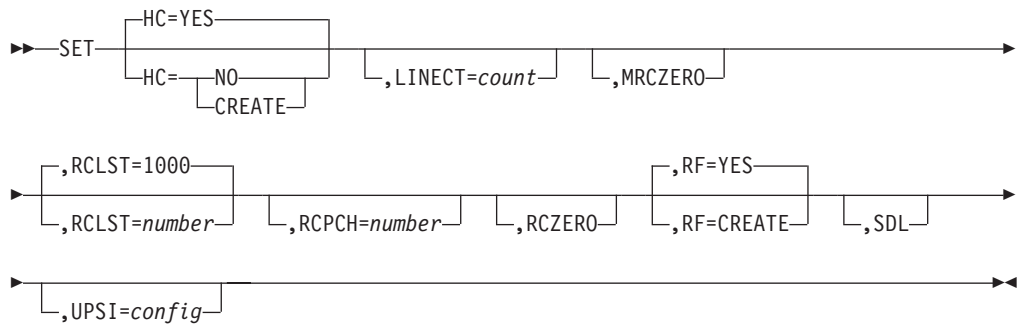 HC=YES
SET
HC= NO
CREATE
,LINECT=count
,MRCZERO
,RCLST=1000
,RCLST=number
,RCPCH=number
,RCZERO
,RF=YES
,RF=CREATE
,SDL
,UPSI=config